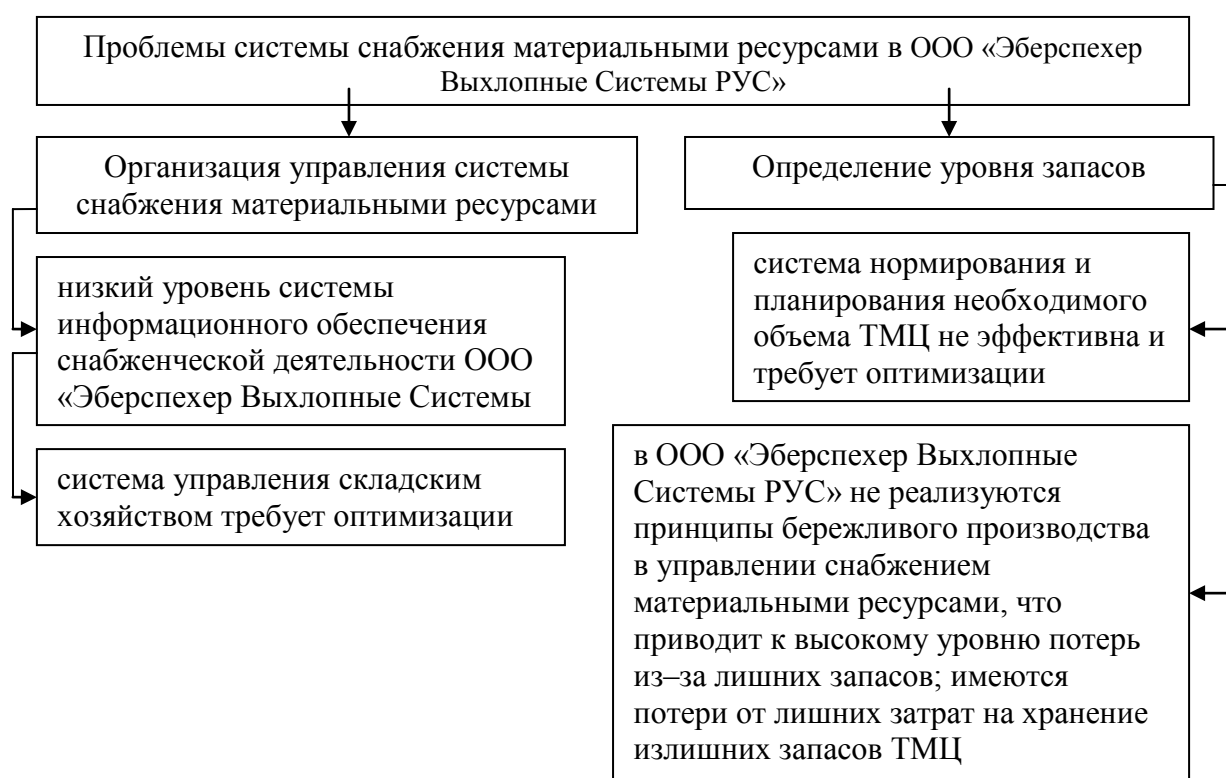 Проблемы системы снабжения материальными ресурсами в ООО «Эберспехер
Выхлопные Системы РУС»
Организация управления системы
снабжения материальными ресурсами
низкий уровень системы
информационного обеспечения
снабженческой деятельности ООО
«Эберспехер Выхлопные Системы
система управления складским
хозяйством требует оптимизации
Определение уровня запасов
система нормирования и
планирования необходимого
объема ТМЦ не эффективна и
требует оптимизации
в ООО «Эберспехер Выхлопные
Системы РУС» не реализуются
принципы бережливого производства
в управлении снабжением
материальными ресурсами, что
приводит к высокому уровню потерь
из–за лишних запасов; имеются
потери от лишних затрат на хранение
излишних запасов ТМЦ